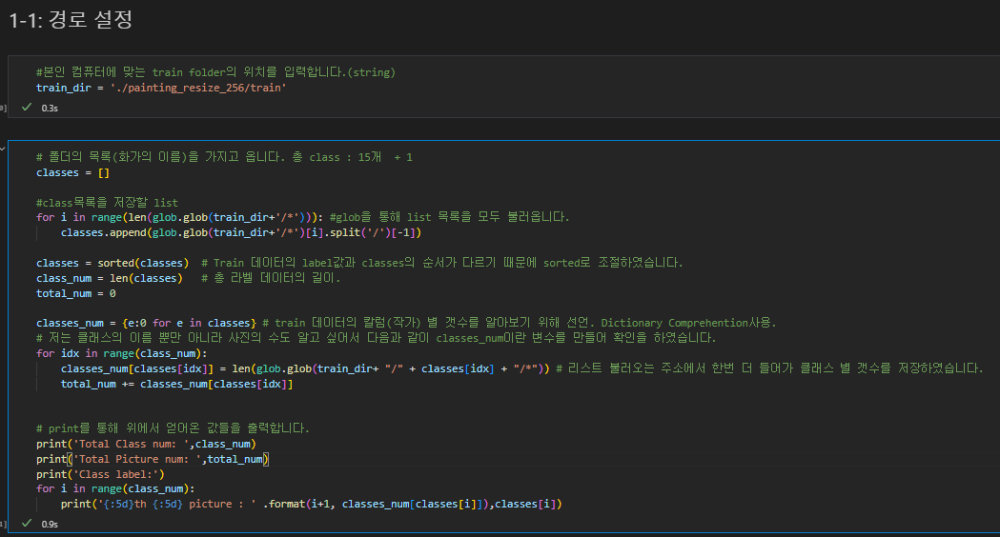 1-1: 경로 설정
#본인 컴퓨터에 맞는 train folder의 위치를 입력합니다.(string)
train_dir = './painting_resize_256/train'
✓ 0.3s
# 폴더의 목록(화가의 이름)을 가지고 옵니다. 총 class : 15개  + 1
classes = []
#class목록을 저장할 list
for i in range(len(glob.glob(train_dir+'/*'))): #glob을 통해 list 목록을 모두 불러옵니다.
    classes.append(glob.glob(train_dir+'/*')[i].split('/')[-1])
classes = sorted(classes)  # Train 데이터의 label값과 classes의 순서가 다르기 때문에 sorted로 조절하였습니다.
class_num = len(classes)   # 총 라벨 데이터의 길이.
total_num = 0
classes_num = {e:0 for e in classes} # train 데이터의 칼럼(작가) 별 갯수를 알아보기 위해 선언. Dictionary Comprehention사용.
# 저는 클래스의 이름 뿐만 아니라 사진의 수도 알고 싶어서 다음과 같이 classes_num이란 변수를 만들어 확인을 하였습니다.
for idx in range(class_num):
    classes_num[classes[idx]] = len(glob.glob(train_dir+ "/" + classes[idx] + "/*")) # 리스트 불러오는 주소에서 한번 더 들어가 클래스 별 갯수를 저장하였습니다.
    total_num += classes_num[classes[idx]]
# print를 통해 위에서 얻어온 값들을 출력합니다.
print('Total Class num: ',class_num)
print('Total Picture num: ',total_num)
print('Class label:')
for i in range(class_num):
    print('{:5d}th {:5d} picture : ' .format(i+1, classes_num[classes[i]]),classes[i])
✓ 0.9s